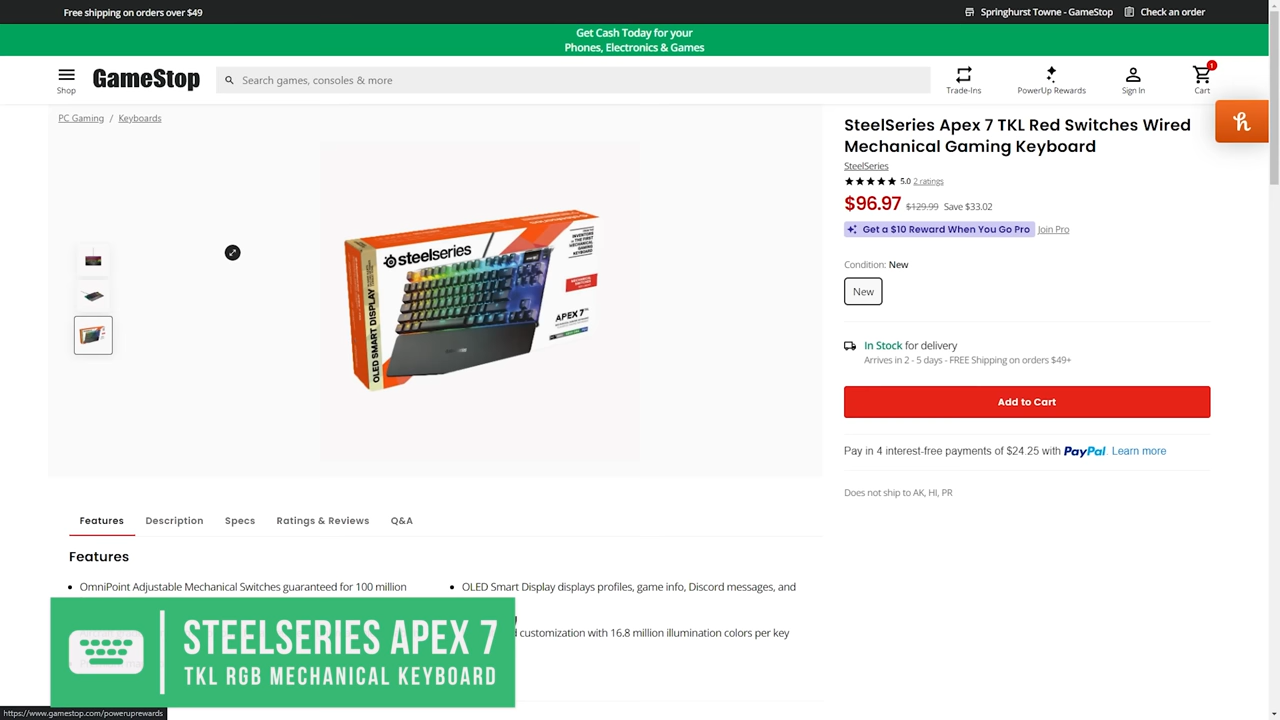 Free shipping on orders over $49
Springhurst Towne - GameStop
Check an order
Get Cash Today for your
Phones, Electronics & Games
Shop
GameStop
Search games, consoles & more
Trade-Ins
PowerUp Rewards
Sign In
1
Cart
PC Gaming / Keyboards
SteelSeries Apex 7 TKL Red Switches Wired
Mechanical Gaming Keyboard
SteelSeries
5.0 2 ratings
$96.97 $129.99 Save $33.02
Get a $10 Reward When You Go Pro Join Pro
Condition: New
New
In Stock for delivery
Arrives in 2 - 5 days - FREE Shipping on orders $49+
Add to Cart
Pay in 4 interest-free payments of $24.25 with PayPal. Learn more
Does not ship to AK, HI, PR
steelseries
OLED SMART DISPLAY
APEX 7
Features
Description
Specs
Ratings & Reviews
Q&A
Features
OmniPoint Adjustable Mechanical Switches guaranteed for 100 million
OLED Smart Display displays profiles, game info, Discord messages, and
customization with 16.8 million illumination colors per key
STEELSERIES APEX 7
TKL RGB MECHANICAL KEYBOARD
https://www.gamestop.com/poweruprewards